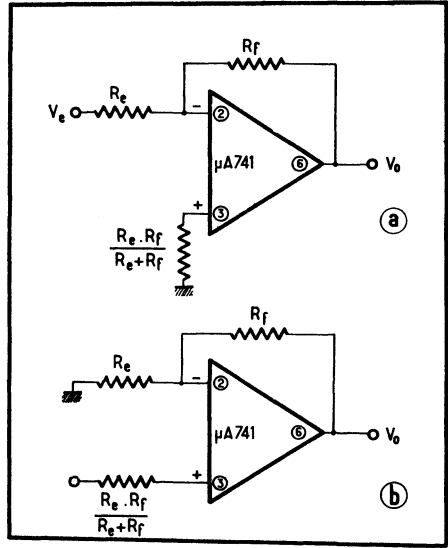 Rf
Re
Ve
−
2
µA741
6
Vo
+
3
Re . Rf
Re+Rf
a
Rf
Re
−
2
µA741
6
Vo
+
3
Re . Rf
Re+Rf
b